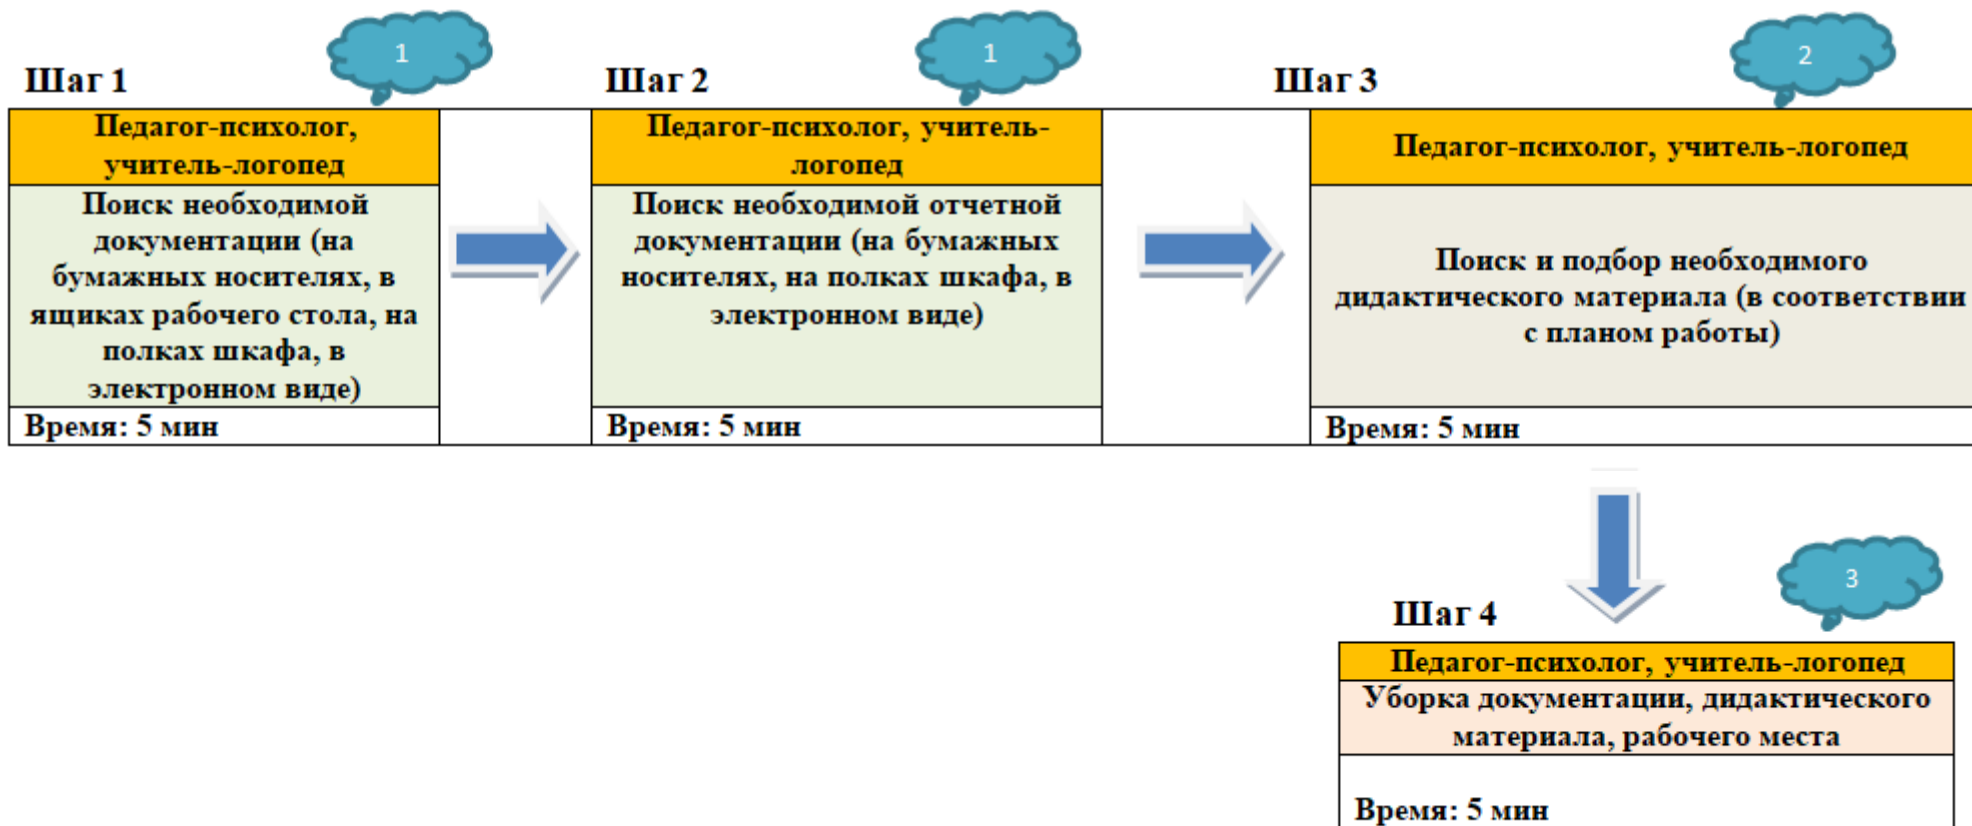 1
Шаг 1
Педагог-психолог,
учитель-логопед
Поиск необходимой
документации (на
бумажных носителях, в
ящиках рабочего стола, на
полках шкафа, в
электронном виде)
Время: 5 мин
1
Шаг 2
Педагог-психолог, учитель-
логопед
Поиск необходимой отчетной
документации (на бумажных
носителях, на полках шкафа, в
электронном виде)
Время: 5 мин
2
Шаг 3
Педагог-психолог, учитель-логопед
Поиск и подбор необходимого
дидактического материала (в соответствии
с планом работы)
Время: 5 мин
3
Шаг 4
Педагог-психолог, учитель-логопед
Уборка документации, дидактического
материала, рабочего места
Время: 5 мин